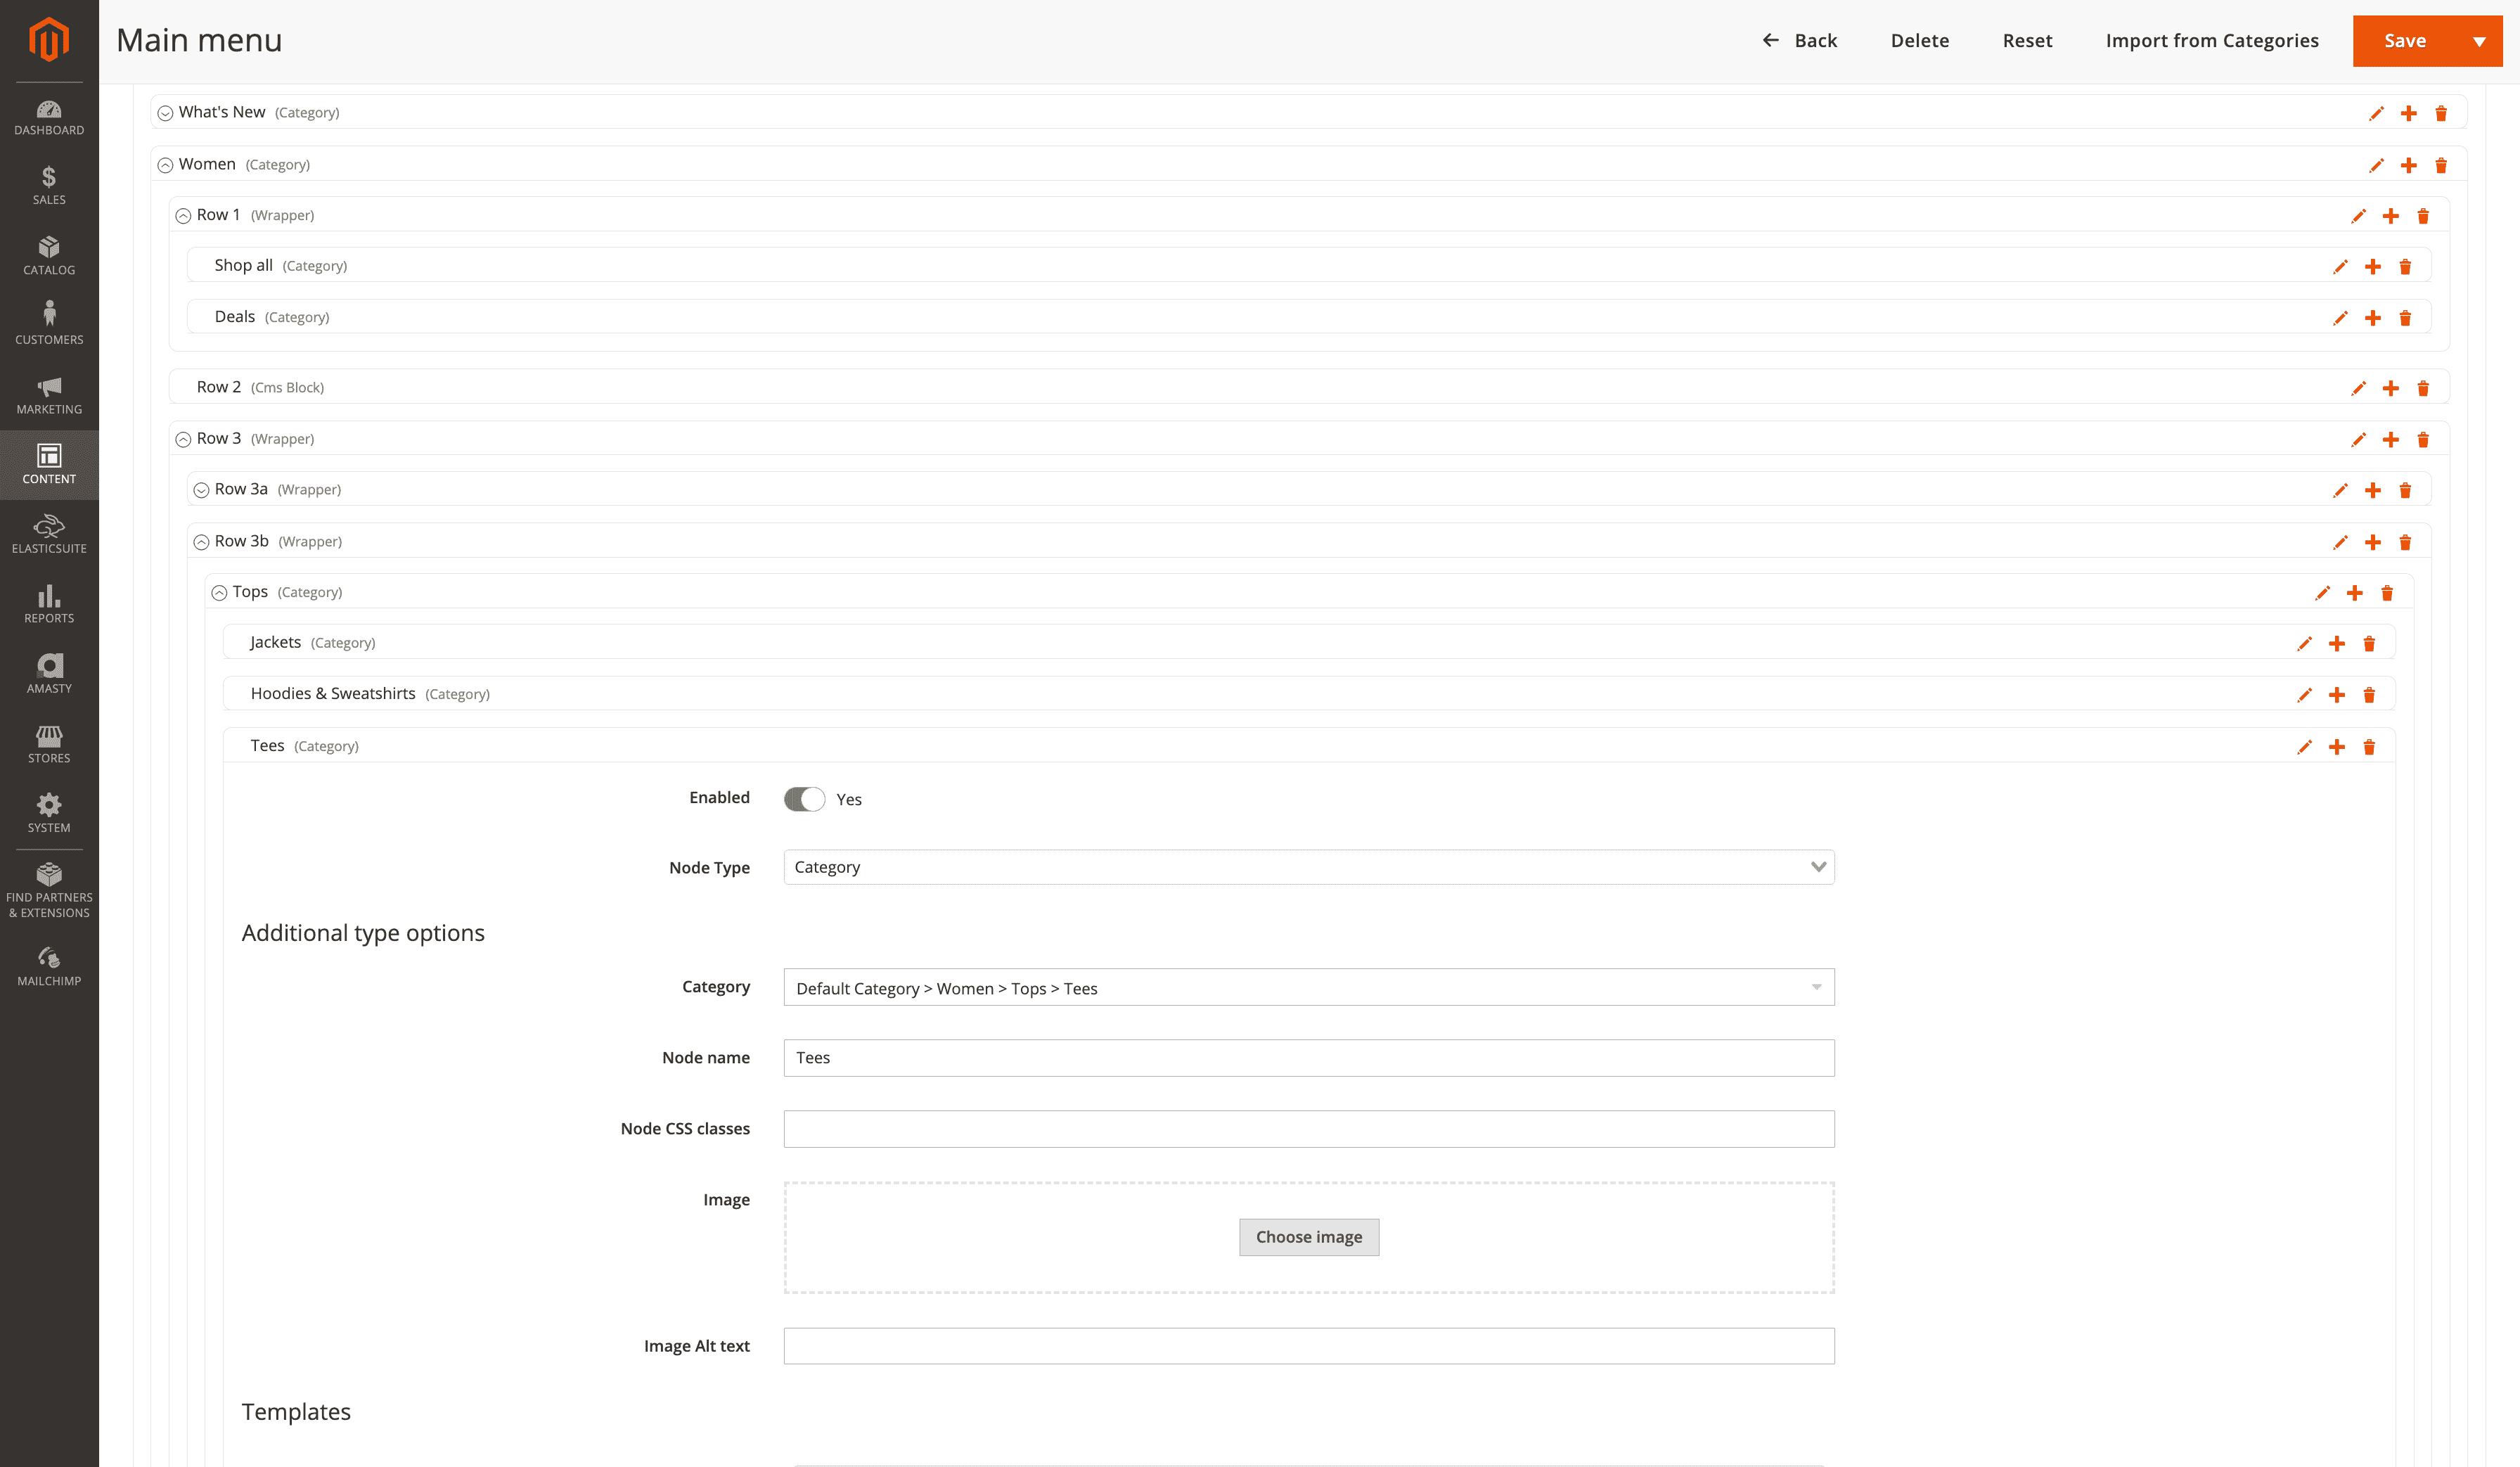 Main menu
Back
Delete
Reset
Import from Categories
Save
DASHBOARD
SALES
CATALOG
CUSTOMERS
MARKETING
CONTENT
ELASTICSUITE
REPORTS
AMASTY
STORES
SYSTEM
FIND PARTNERS
& EXTENSIONS
MAILCHIMP
What's New (Category)
Women (Category)
Row 1 (Wrapper)
Shop all (Category)
Deals (Category)
Row 2 (Cms Block)
Row 3 (Wrapper)
Row 3a (Wrapper)
Row 3b (Wrapper)
Tops (Category)
Jackets (Category)
Hoodies & Sweatshirts (Category)
Tees (Category)
Enabled Yes
Node Type Category
Additional type options
Category Default Category > Women > Tops > Tees
Node name Tees
Node CSS classes
Image
Choose image
Image Alt text
Templates